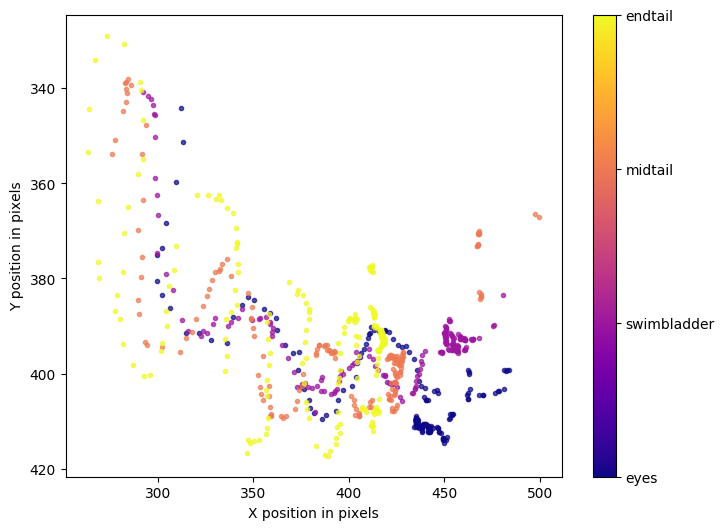 endtail
340
360
midtail
380
swimbladder
400
420
eyes
300
350
400
450
500
X position in pixels
Y position in pixels